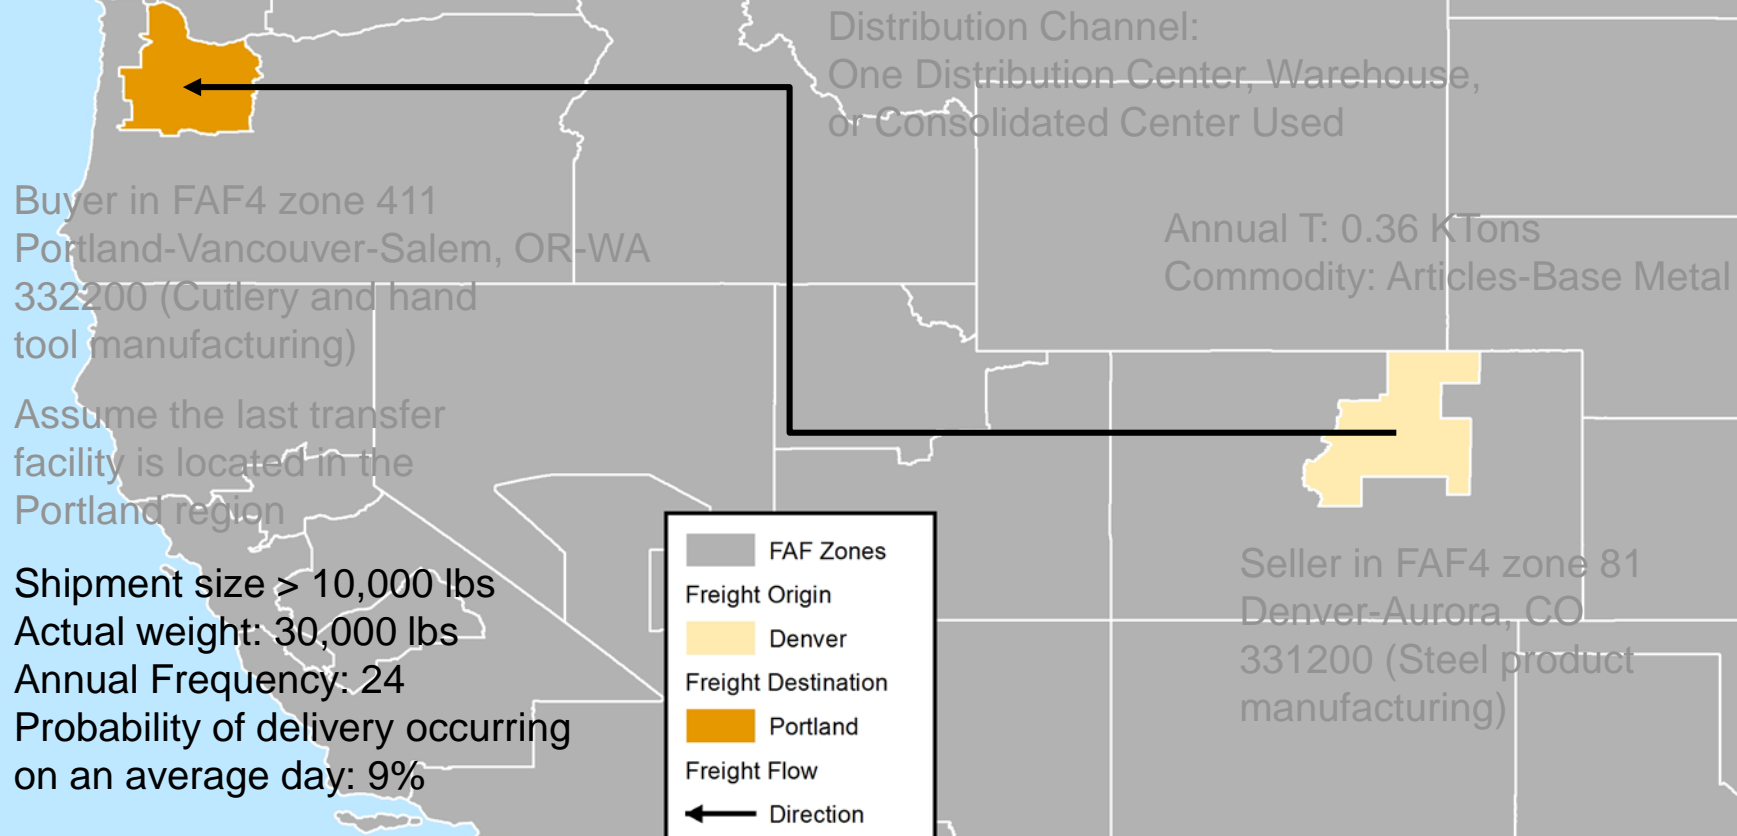 Distribution Channel:
One Distribution Center, Warehouse,
or Consolidated Center Used
Buyer in FAF4 zone 411
Portland-Vancouver-Salem, OR-WA
332200 (Cutlery and hand
tool manufacturing)
Annual T: 0.36 KTons
Commodity: Articles-Base Metal
Assume the last transfer
facility is located in the
Portland region
Shipment size > 10,000 lbs
Actual weight: 30,000 lbs
Annual Frequency: 24
Probability of delivery occurring
on an average day: 9%
FAF Zones
Freight Origin
Denver
Freight Destination
Portland
Freight Flow
Direction
Seller in FAF4 zone 81
Denver-Aurora, CO
331200 (Steel product
manufacturing)